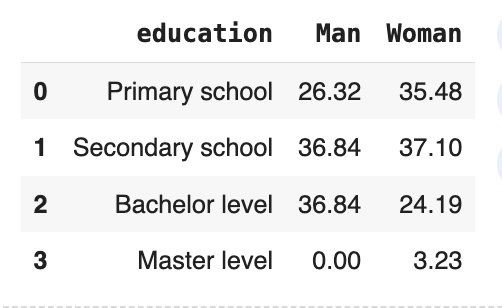 education Man Woman
0 Primary school 26.32 35.48
1 Secondary school 36.84 37.10
2 Bachelor level 36.84 24.19
3 Master level 0.00 3.23